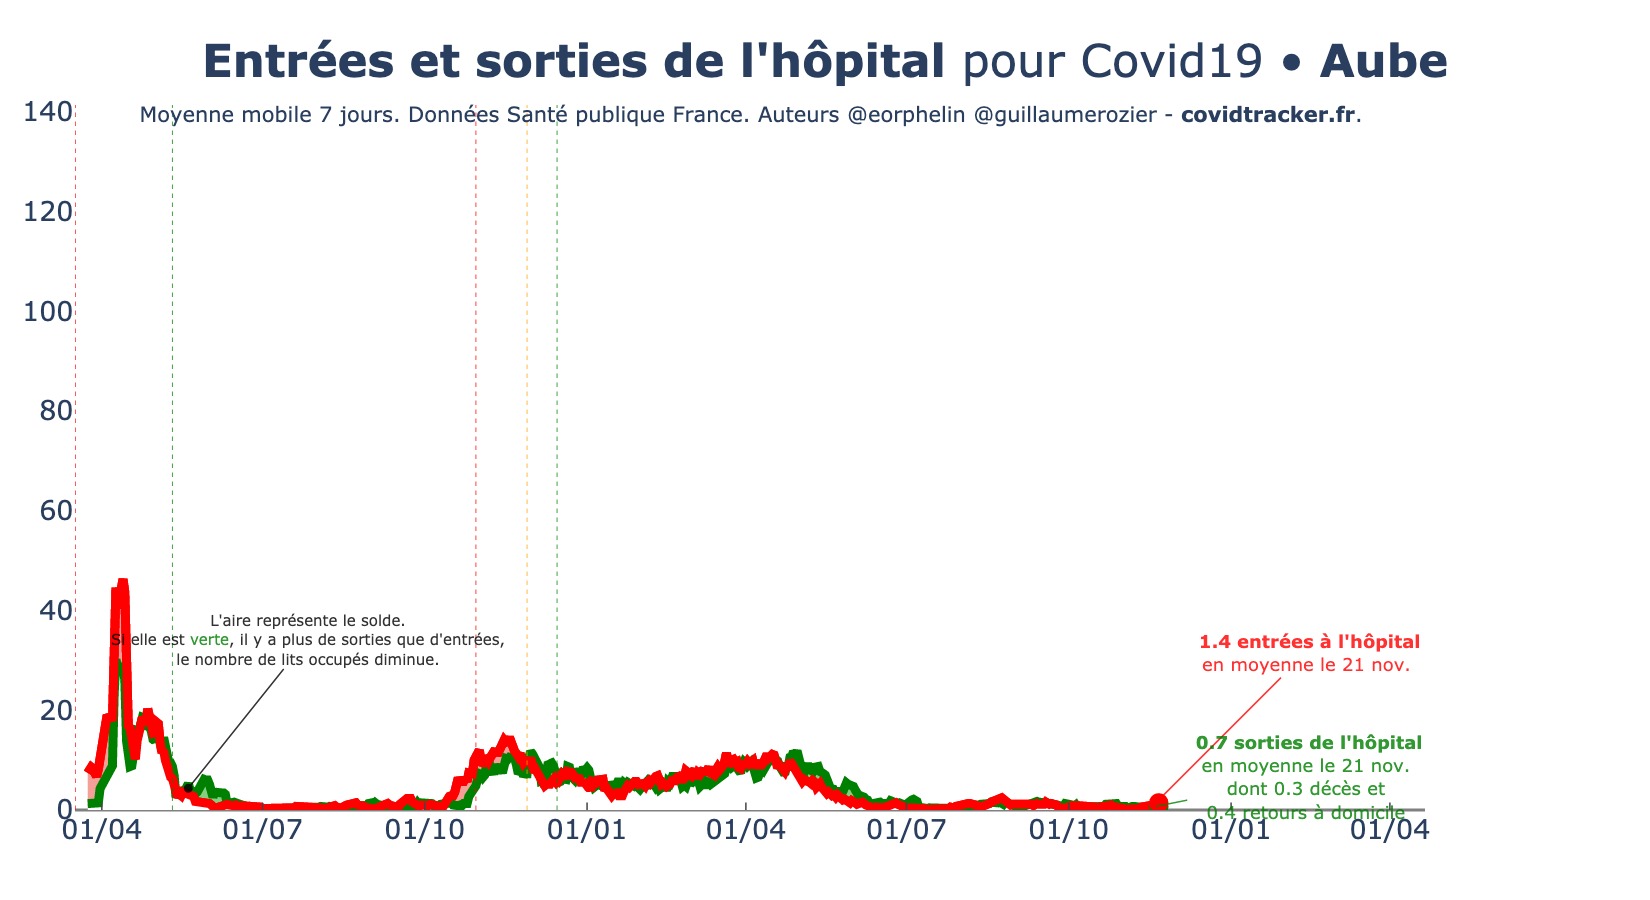 Entrées et sorties de l'hôpital pour Covid19 • Aube
Moyenne mobile 7 jours. Données Santé publique France. Auteurs @eorphelin @guillaumerozier - covidtracker.fr.
140
120
100
80
60
40
20
0
L'aire représente le solde.
Si elle est verte, il y a plus de sorties que d'entrées,
le nombre de lits occupés diminue.
1.4 entrées à l'hôpital
en moyenne le 21 nov.
0.7 sorties de l'hôpital
en moyenne le 21 nov.
dont 0.3 décès et
0.4 retours à domicile
01/04 01/07 01/10 01/01 01/04 01/07 01/10 01/01 01/04